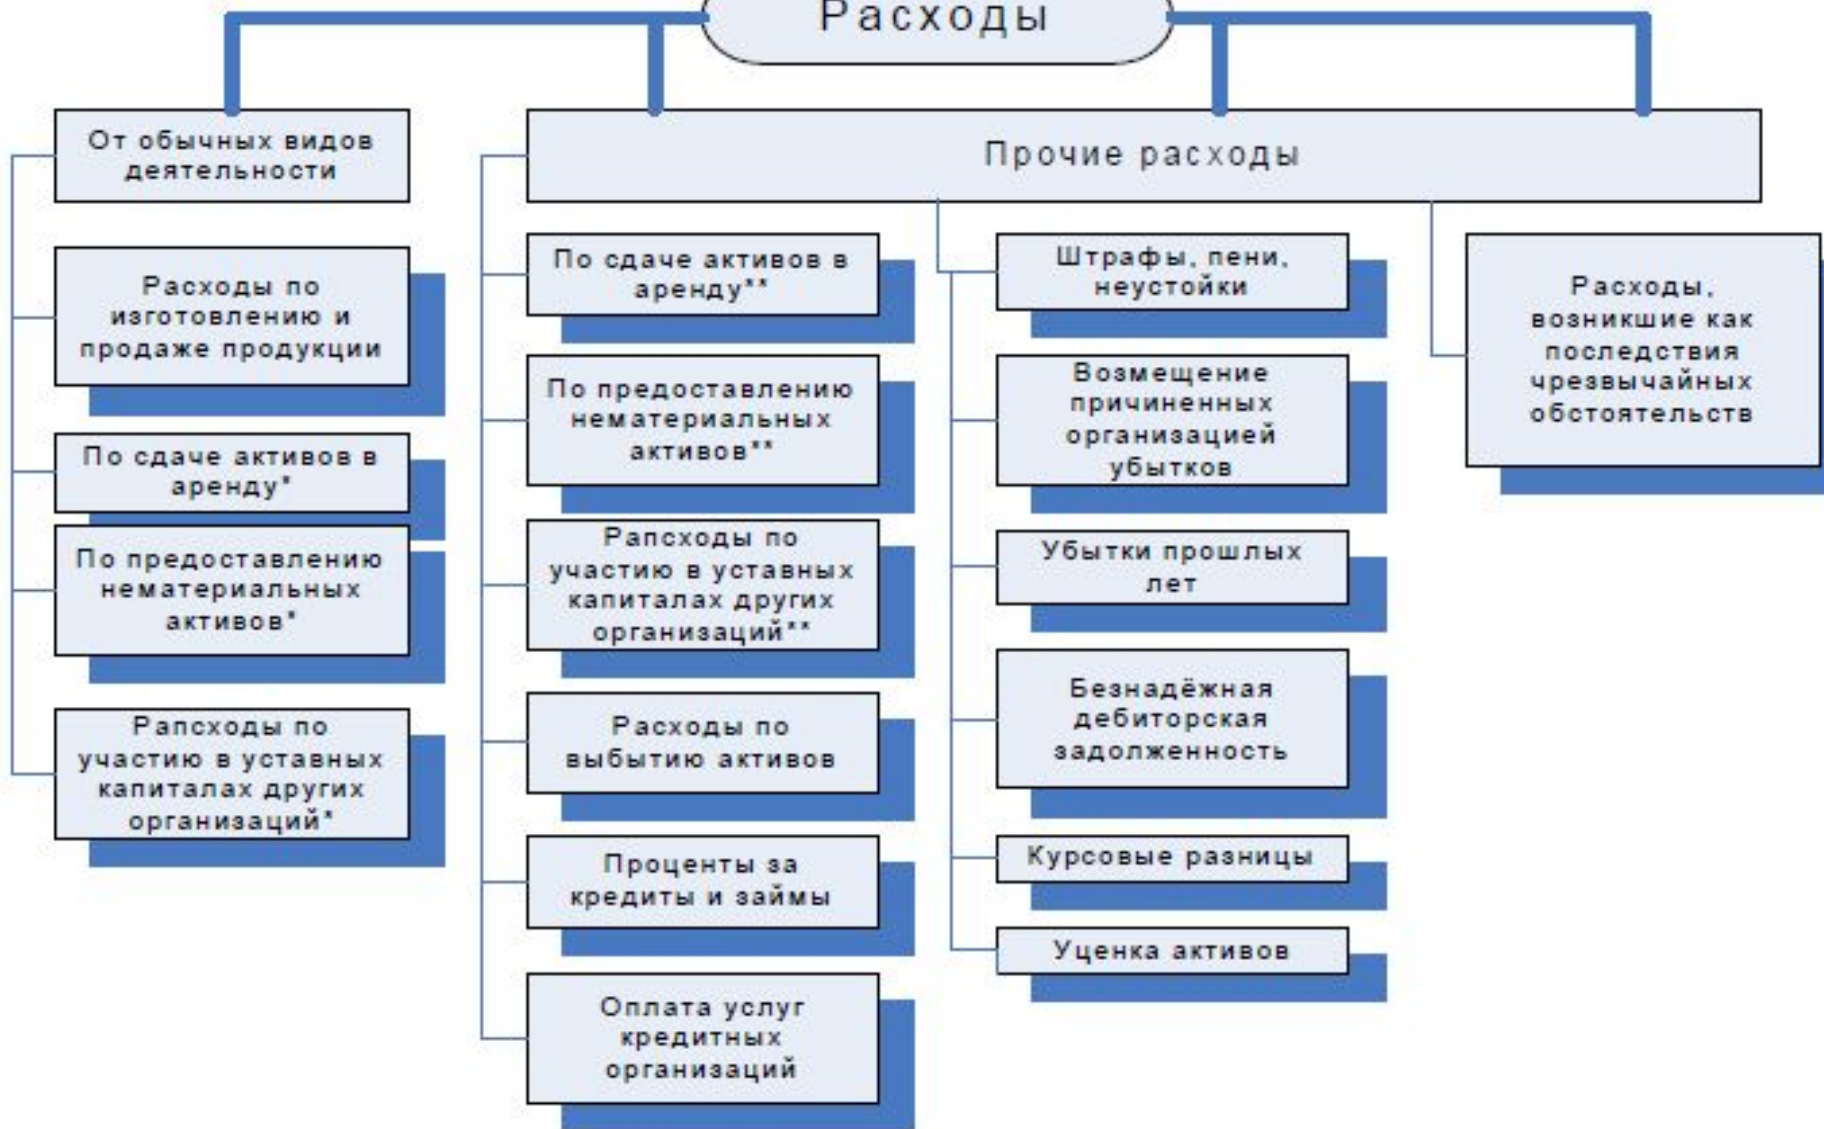 Расходы
От обычных видов
деятельности
Прочие расходы
Расходы по
изготовлению и
продаже продукции
По сдаче активов в
аренду*
По предоставлению
нематериальных
активов*
Рапсходы по
участию в уставных
капиталах других
организаций*
По сдаче активов в
аренду**
По предоставлению
нематериальных
активов**
Рапсходы по
участию в уставных
капиталах других
организаций**
Расходы по
выбытию активов
Проценты за
кредиты и займы
Оплата услуг
кредитных
организаций
Штрафы, пени,
неустойки
Возмещение
причиненных
организацией
убытков
Убытки прошлых
лет
Безнадёжная
дебиторская
задолженность
Курсовые разницы
Уценка активов
Расходы,
возникшие как
последствия
чрезвычайных
обстоятельств